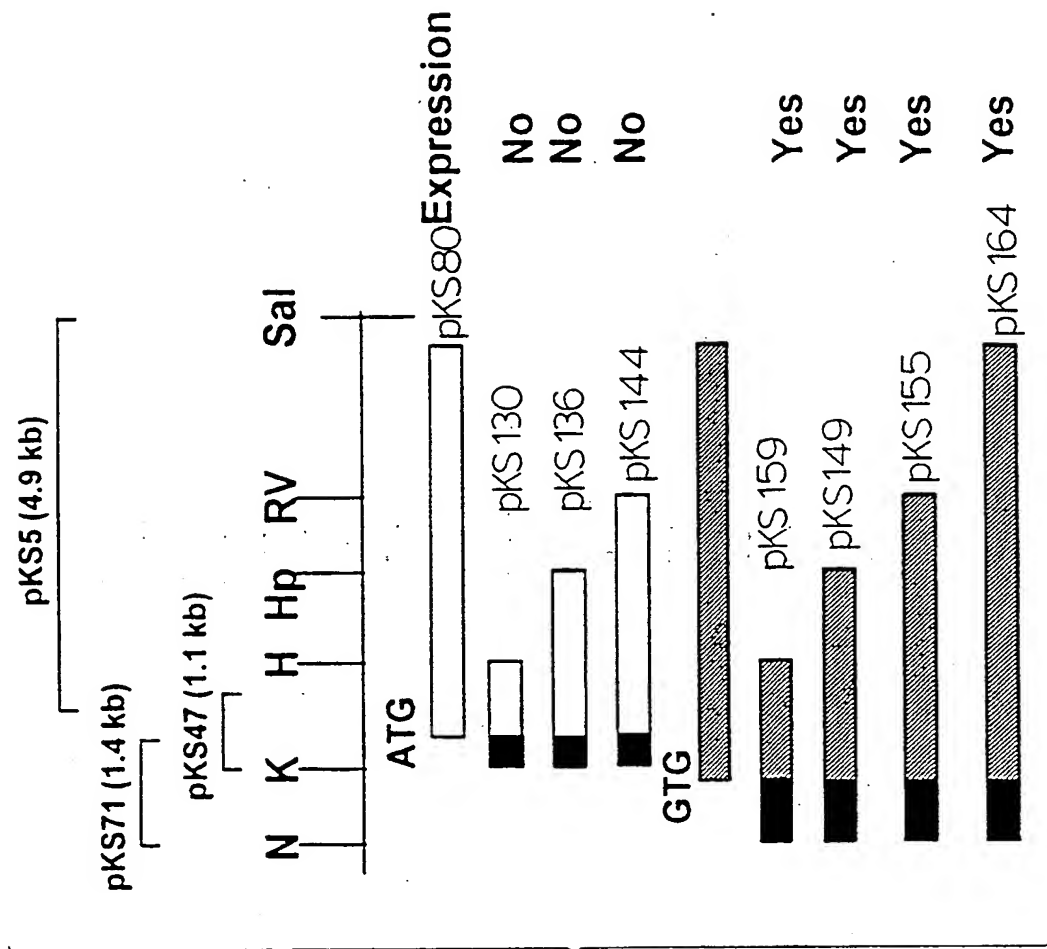 pKS5 (4.9 kb)
pKS71 (1.4 kb)
pKS47 (1.1 kb)
N K H Hp RV Sal
ATG
pKS80 Expression
pKS130 No
pKS136 No
pKS144 No
GTG
pKS159 Yes
pKS149 Yes
pKS155 Yes
pKS164 Yes